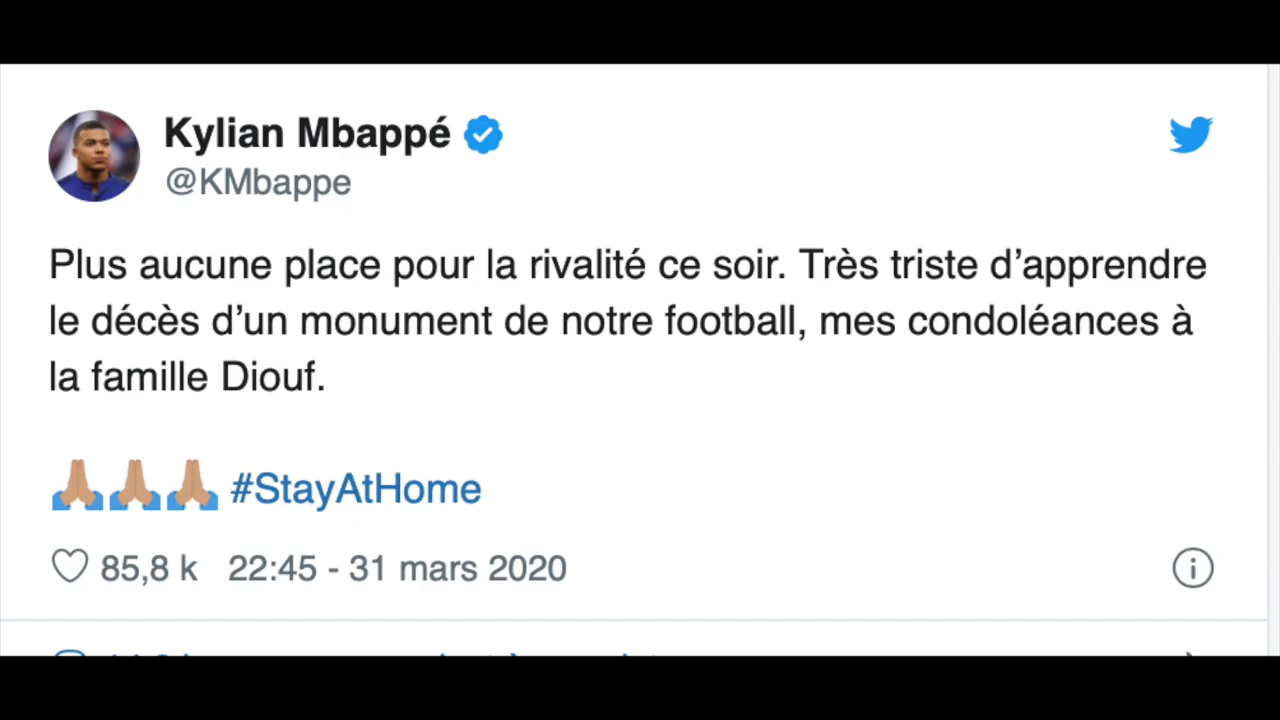 Kylian Mbappé
@KMbappe
Plus aucune place pour la rivalité ce soir. Très triste d’apprendre
le décès d’un monument de notre football, mes condoléances à
la famille Diouf.
🙏🏼🙏🏼🙏🏼 #StayAtHome
85,8 k 22:45 - 31 mars 2020